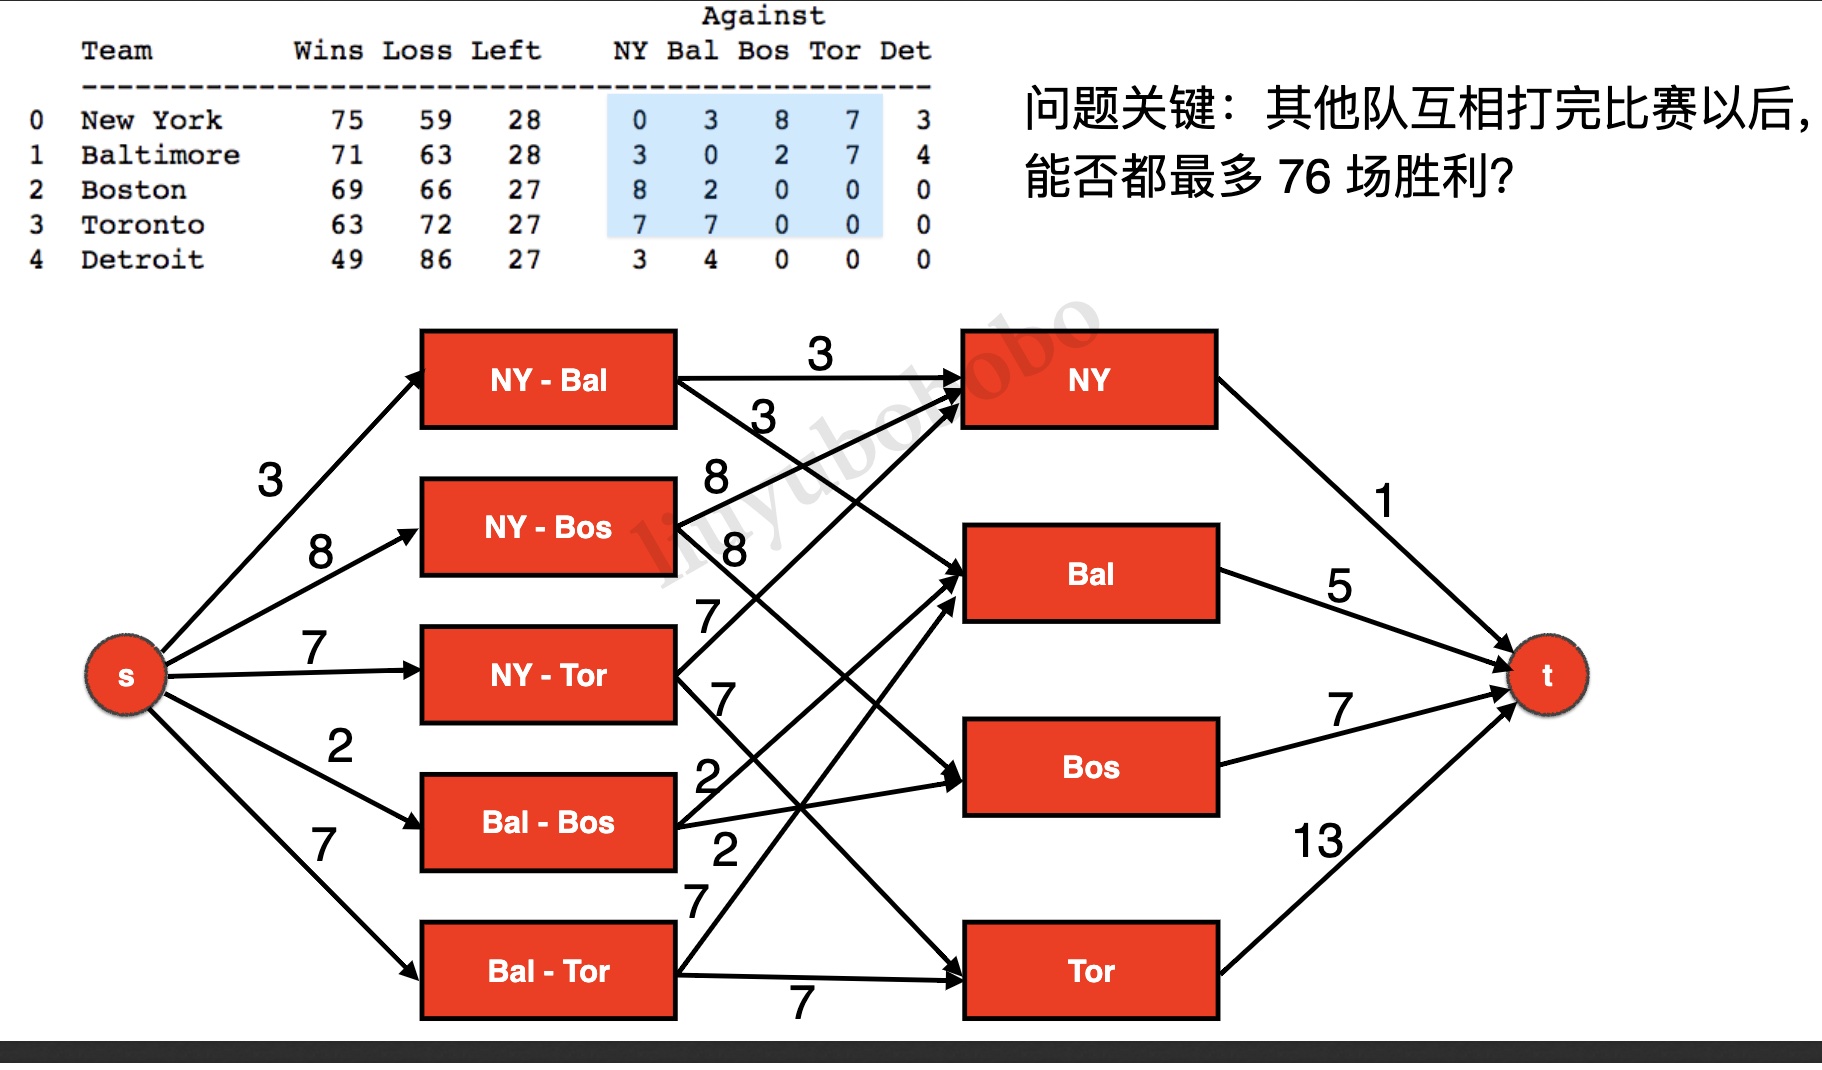 Against
Team Wins Loss Left NY Bal Bos Tor Det
------------------------------------------------
0 New York 75 59 28 0 3 8 7 3
1 Baltimore 71 63 28 3 0 2 7 4
2 Boston 69 66 27 8 2 0 0 0
3 Toronto 63 72 27 7 7 0 0 0
4 Detroit 49 86 27 3 4 0 0 0
问题关键：其他队互相打完比赛以后，
能否都最多 76 场胜利？
NY - Bal
3
NY
3
3
8
NY - Bos
8
8
1
Bal
5
7
7
s
NY - Tor
7
t
2
2
7
Bal - Bos
Bos
7
2
13
7
Bal - Tor
7
Tor
liuyubobobo